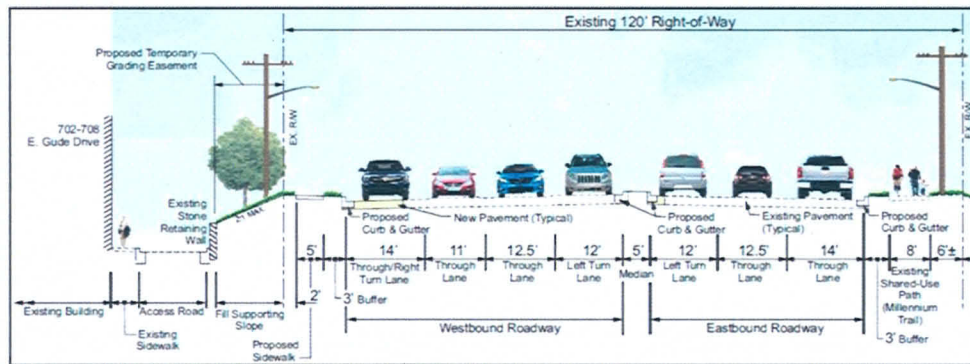 Existing 120' Right-of-Way
Proposed Temporary
Grading Easement
702-708
E. Gude Drive
EX. R/W
EX. R/W
Existing
Stone
Retaining
Wall
2:1 MAX.
Proposed
Curb & Gutter
New Pavement (Typical)
Proposed
Curb & Gutter
Existing Pavement
(Typical)
Proposed
Curb & Gutter
5'
14'
11'
12.5'
12'
5'
12'
12.5'
14'
8'
6'±
Through/Right
Turn Lane
Through
Lane
Through
Lane
Left Turn
Lane
Median
Left Turn
Lane
Through
Lane
Through
Lane
2'
3' Buffer
Existing
Shared-Use
Path
(Millennium
Trail)
3' Buffer
Existing Building
Access Road
Fill Supporting
Slope
Existing
Sidewalk
Proposed
Sidewalk
Westbound Roadway
Eastbound Roadway